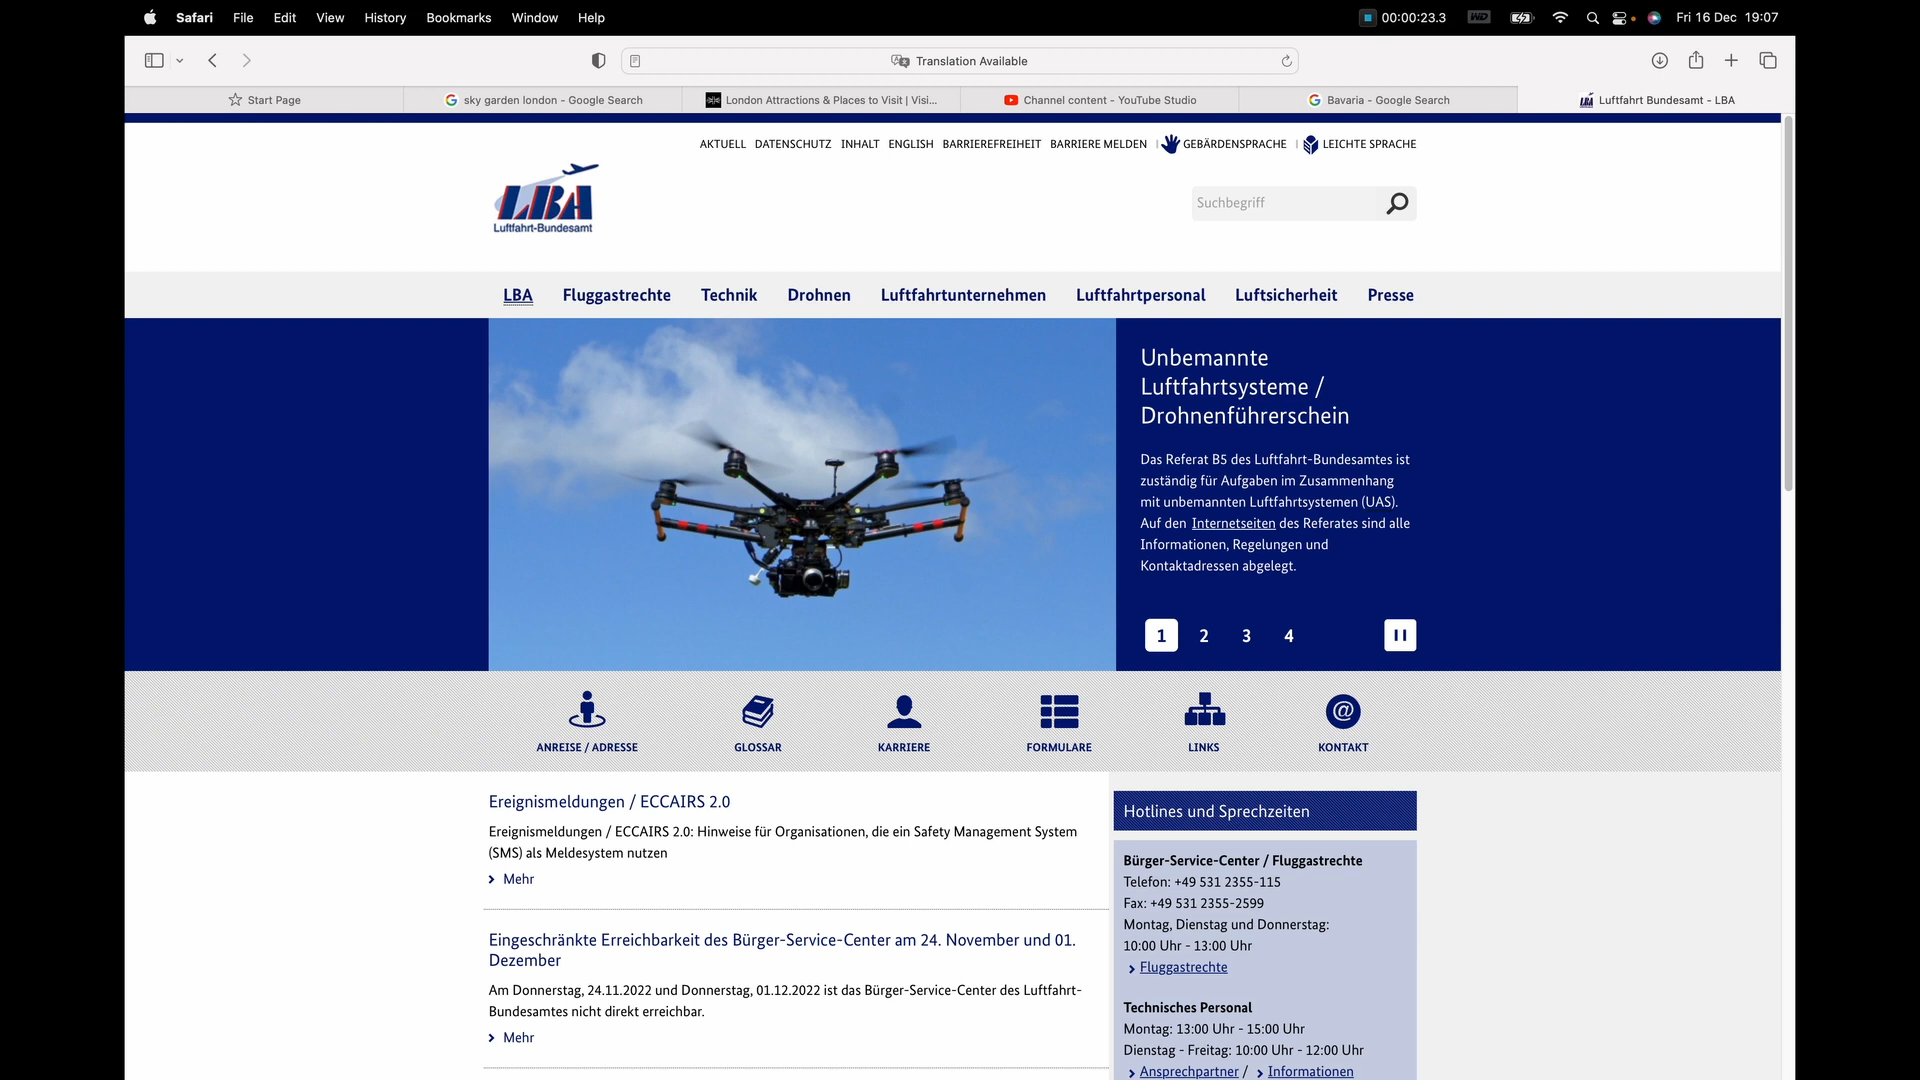 Safari File Edit View History Bookmarks Window Help 00:00:23.3 WD Fri 16 Dec 19:07
Translation Available
Start Page sky garden london - Google Search London Attractions & Places to Visit | Visi... Channel content - YouTube Studio Bavaria - Google Search Luftfahrt Bundesamt - LBA
AKTUELL DATENSCHUTZ INHALT ENGLISH BARRIEREFREIHEIT BARRIERE MELDEN | GEBÄRDENSPRACHE | LEICHTE SPRACHE
LBA
Luftfahrt-Bundesamt
Suchbegriff
LBA Fluggastrechte Technik Drohnen Luftfahrtunternehmen Luftfahrtpersonal Luftsicherheit Presse
Unbemannte
Luftfahrtsysteme /
Drohnenführerschein
Das Referat B5 des Luftfahrt-Bundesamtes ist
zuständig für Aufgaben im Zusammenhang
mit unbemannten Luftfahrtsystemen (UAS).
Auf den Internetseiten des Referates sind alle
Informationen, Regelungen und
Kontaktadressen abgelegt.
1 2 3 4
ANREISE / ADRESSE GLOSSAR KARRIERE FORMULARE LINKS KONTAKT
Ereignismeldungen / ECCAIRS 2.0
Ereignismeldungen / ECCAIRS 2.0: Hinweise für Organisationen, die ein Safety Management System
(SMS) als Meldesystem nutzen
Mehr
Eingeschränkte Erreichbarkeit des Bürger-Service-Center am 24. November und 01.
Dezember
Am Donnerstag, 24.11.2022 und Donnerstag, 01.12.2022 ist das Bürger-Service-Center des Luftfahrt-
Bundesamtes nicht direkt erreichbar.
Mehr
Hotlines und Sprechzeiten
Bürger-Service-Center / Fluggastrechte
Telefon: +49 531 2355-115
Fax: +49 531 2355-2599
Montag, Dienstag und Donnerstag:
10:00 Uhr - 13:00 Uhr
Fluggastrechte
Technisches Personal
Montag: 13:00 Uhr - 15:00 Uhr
Dienstag - Freitag: 10:00 Uhr - 12:00 Uhr
Ansprechpartner / Informationen